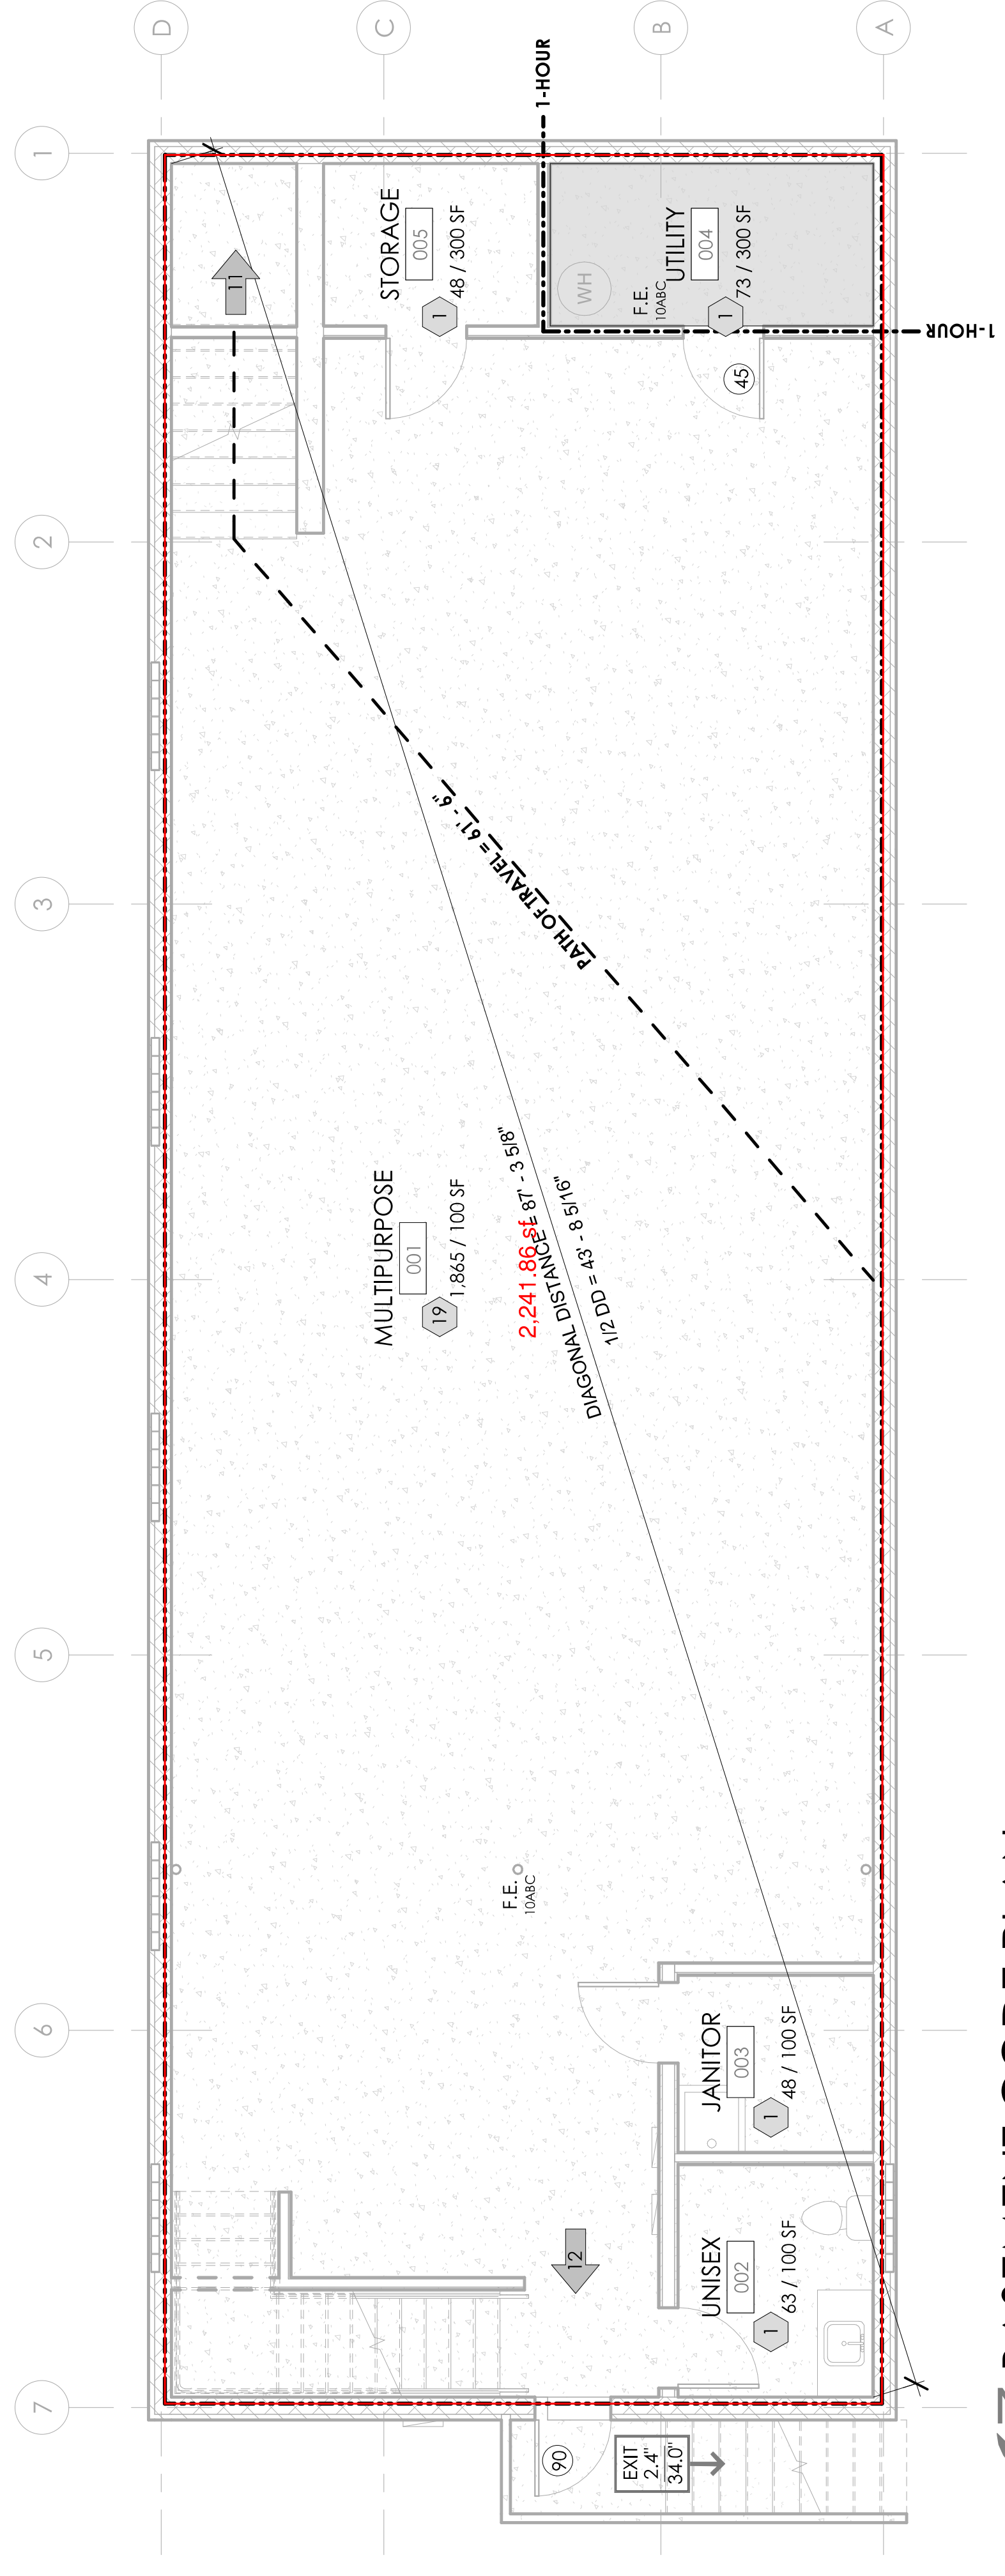 D
C
B
A
1
2
3
4
5
6
7
1-HOUR
1-HOUR
11
STORAGE
005
1
48 / 300 SF
WH
F.E.
10ABC
UTILITY
004
1
73 / 300 SF
45
PATH OF TRAVEL = 61' - 6"
MULTIPURPOSE
001
19
1,865 / 100 SF
2,241.86 sf
DIAGONAL DISTANCE = 87' - 3 5/8"
1/2 DD = 43' - 8 5/16"
F.E.
10ABC
JANITOR
003
1
48 / 100 SF
12
UNISEX
002
1
63 / 100 SF
90
EXIT
2.4"
34.0"